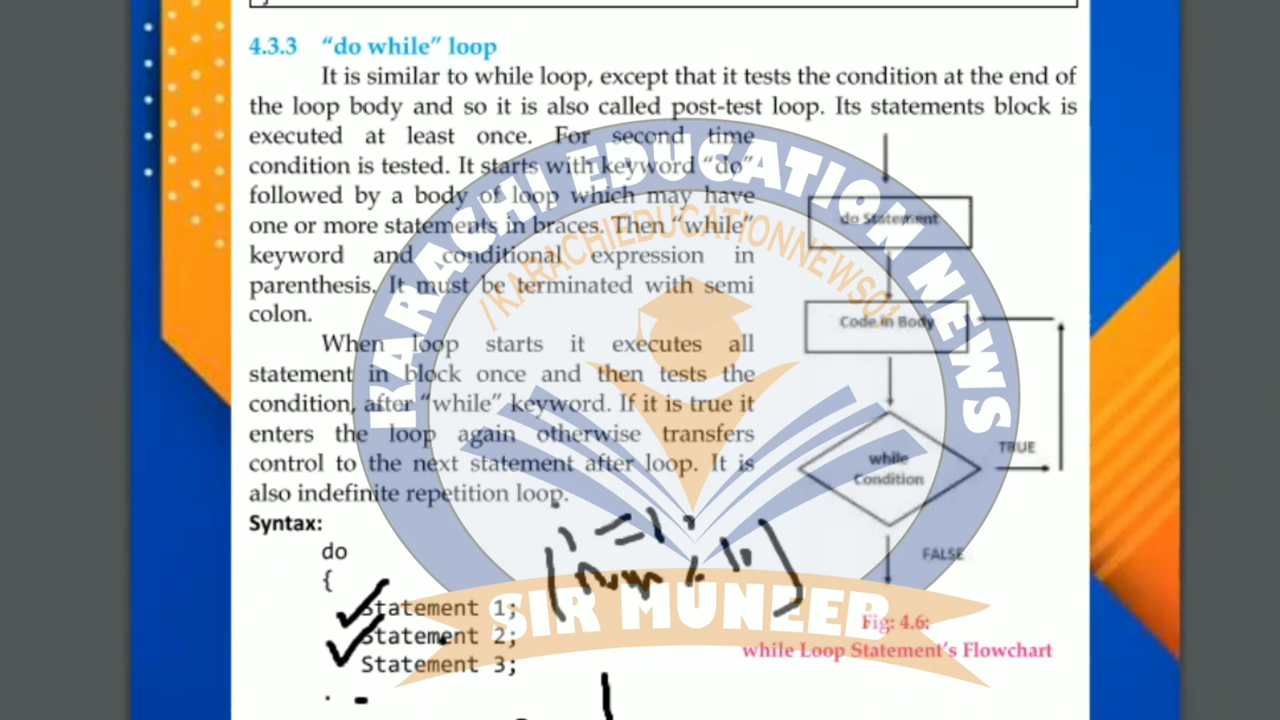 4.3.3 “do while” loop
It is similar to while loop, except that it tests the condition at the end of
the loop body and so it is also called post-test loop. Its statements block is
executed at least once. For second time
condition is tested. It starts with keyword “do”
followed by a body of loop which may have
one or more statements in braces. Then “while”
keyword and conditional expression in
parenthesis. It must be terminated with semi
colon.
When loop starts it executes all
statement in block once and then tests the
condition, after “while” keyword. If it is true it
enters the loop again otherwise transfers
control to the next statement after loop. It is
also indefinite repetition loop.
Syntax:
do
{
Statement 1;
Statement 2;
Statement 3;
do Statement
Code in Body
while
Condition
TRUE
FALSE
Fig: 4.6:
while Loop Statement’s Flowchart
KARACHI EDUCATION NEWS
/KARACHIEDUCATIONNEWS01
SIR MUNEEB